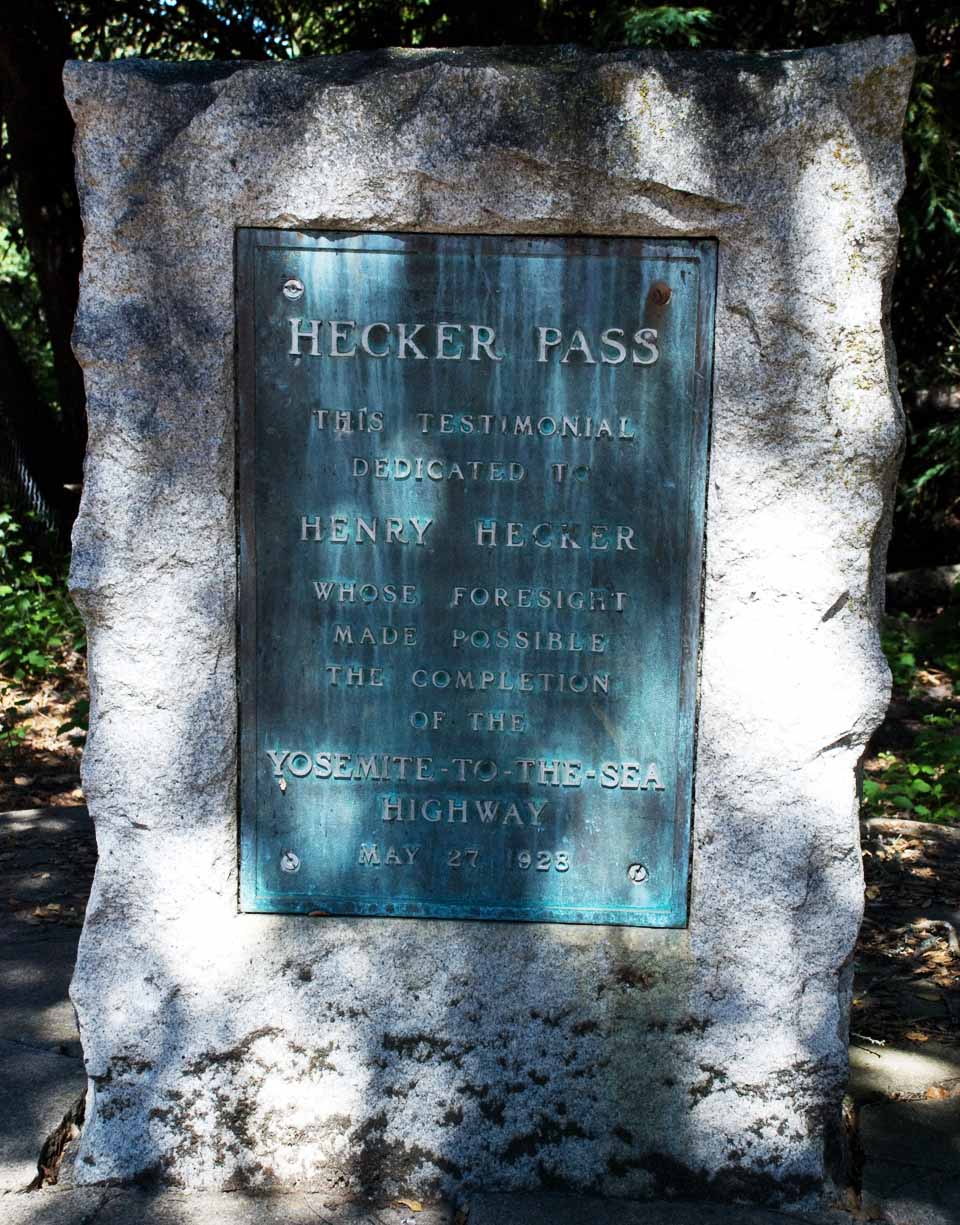 HECKER PASS
THIS TESTIMONIAL
DEDICATED TO
HENRY HECKER
WHOSE FORESIGHT
MADE POSSIBLE
THE COMPLETION
OF THE
YOSEMITE-TO-THE-SEA
HIGHWAY
MAY 27 1928